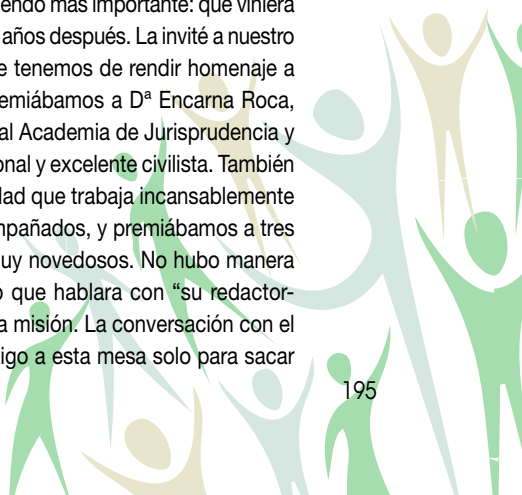 endo más importante: que viniera
años después. La invité a nuestro
e tenemos de rendir homenaje a
emiábamos a Dª Encarna Roca,
al Academia de Jurisprudencia y
onal y excelente civilista. También
dad que trabaja incansablemente
mpañados, y premiábamos a tres
uy novedosos. No hubo manera
o que hablara con “su redactor-
a misión. La conversación con el
igo a esta mesa solo para sacar
195